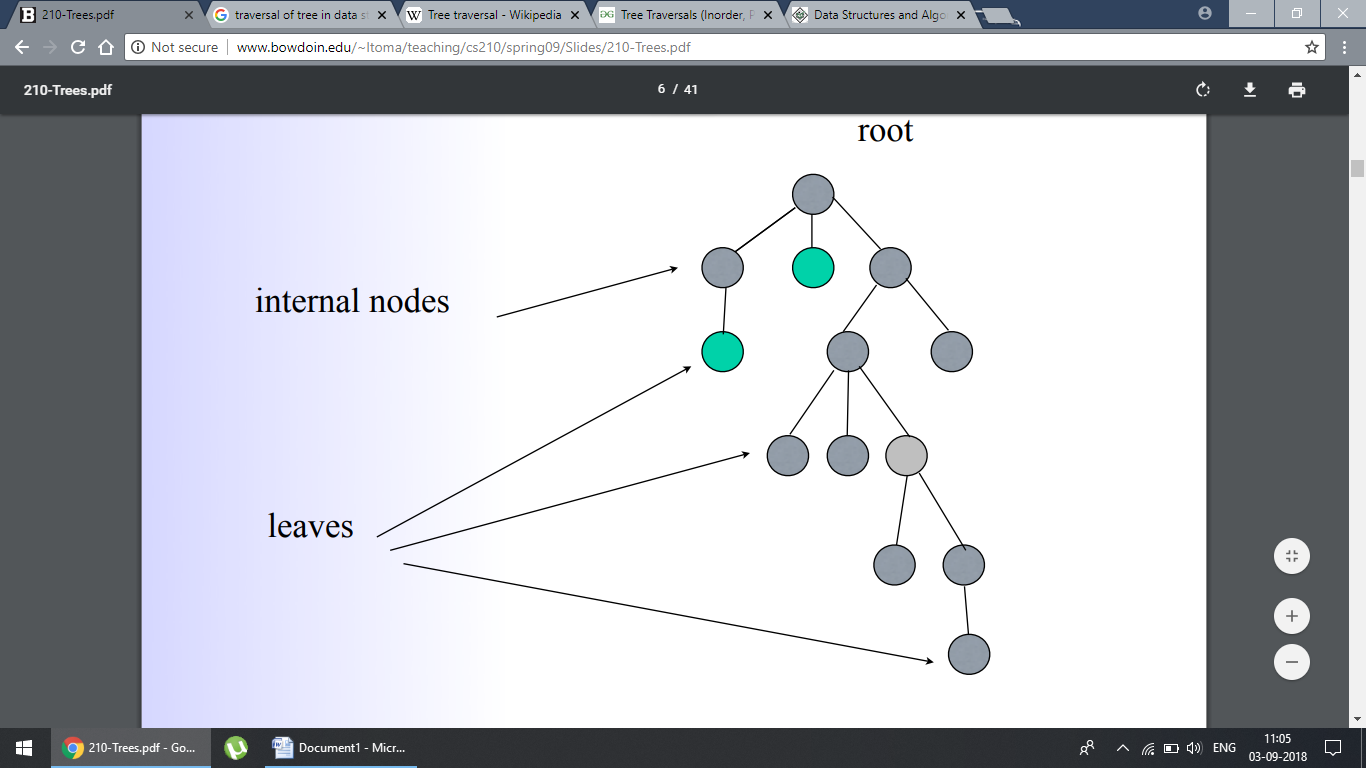 210-Trees.pdf
traversal of tree in data st
Tree traversal - Wikipedia
Tree Traversals (Inorder, P
Data Structures and Algo
Not secure
www.bowdoin.edu/~ltoma/teaching/cs210/spring09/Slides/210-Trees.pdf
210-Trees.pdf
6 / 41
root
internal nodes
leaves
210-Trees.pdf - Go...
Document1 - Micr...
ENG
11:05
03-09-2018